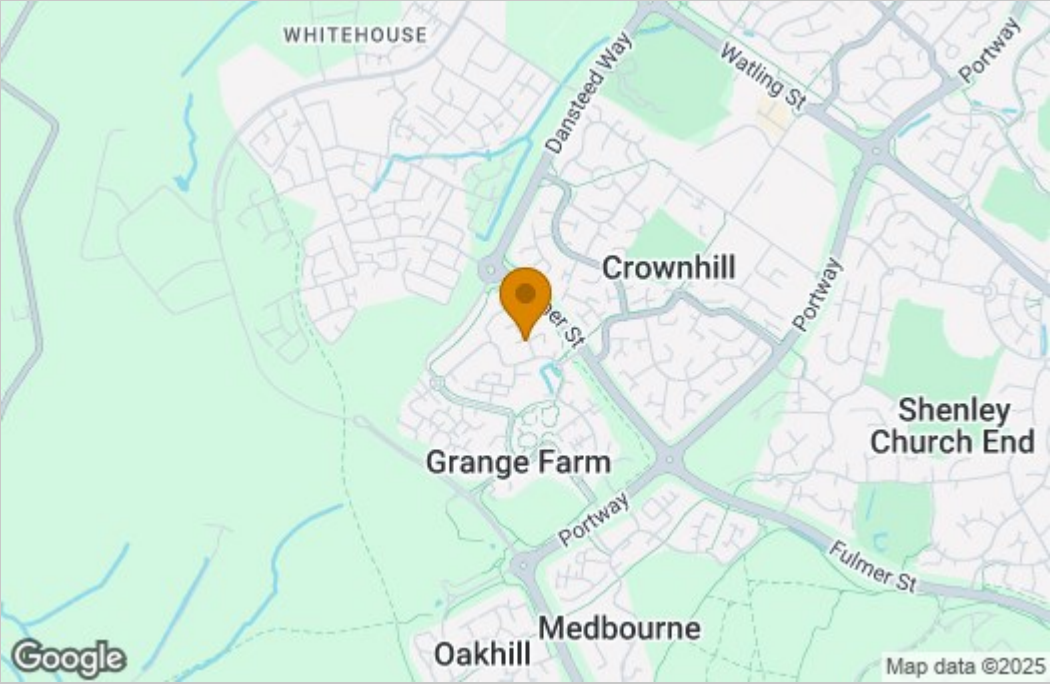 WHITEHOUSE
Dansteed Way
Watling St
Portway
Crownhill
Portway
Shenley
Church End
Grange Farm
Portway
Fulmer St
Medbourne
Oakhill
Google
Map data ©2025